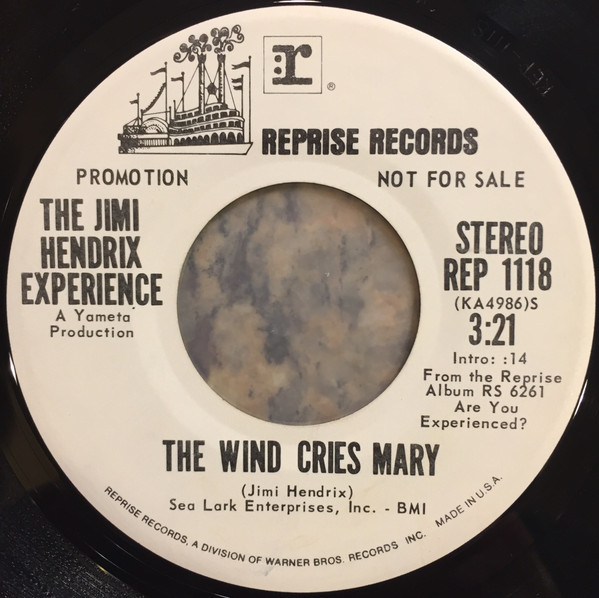 r
®
REPRISE RECORDS
PROMOTION
NOT FOR SALE
THE JIMI
HENDRIX
EXPERIENCE
A Yameta
Production
STEREO
REP 1118
(KA4986)S
3:21
Intro: :14
From the Reprise
Album RS 6261
Are You
Experienced?
THE WIND CRIES MARY
(Jimi Hendrix)
Sea Lark Enterprises, Inc. - BMI
REPRISE RECORDS, A DIVISION OF WARNER BROS. RECORDS INC. MADE IN U.S.A.